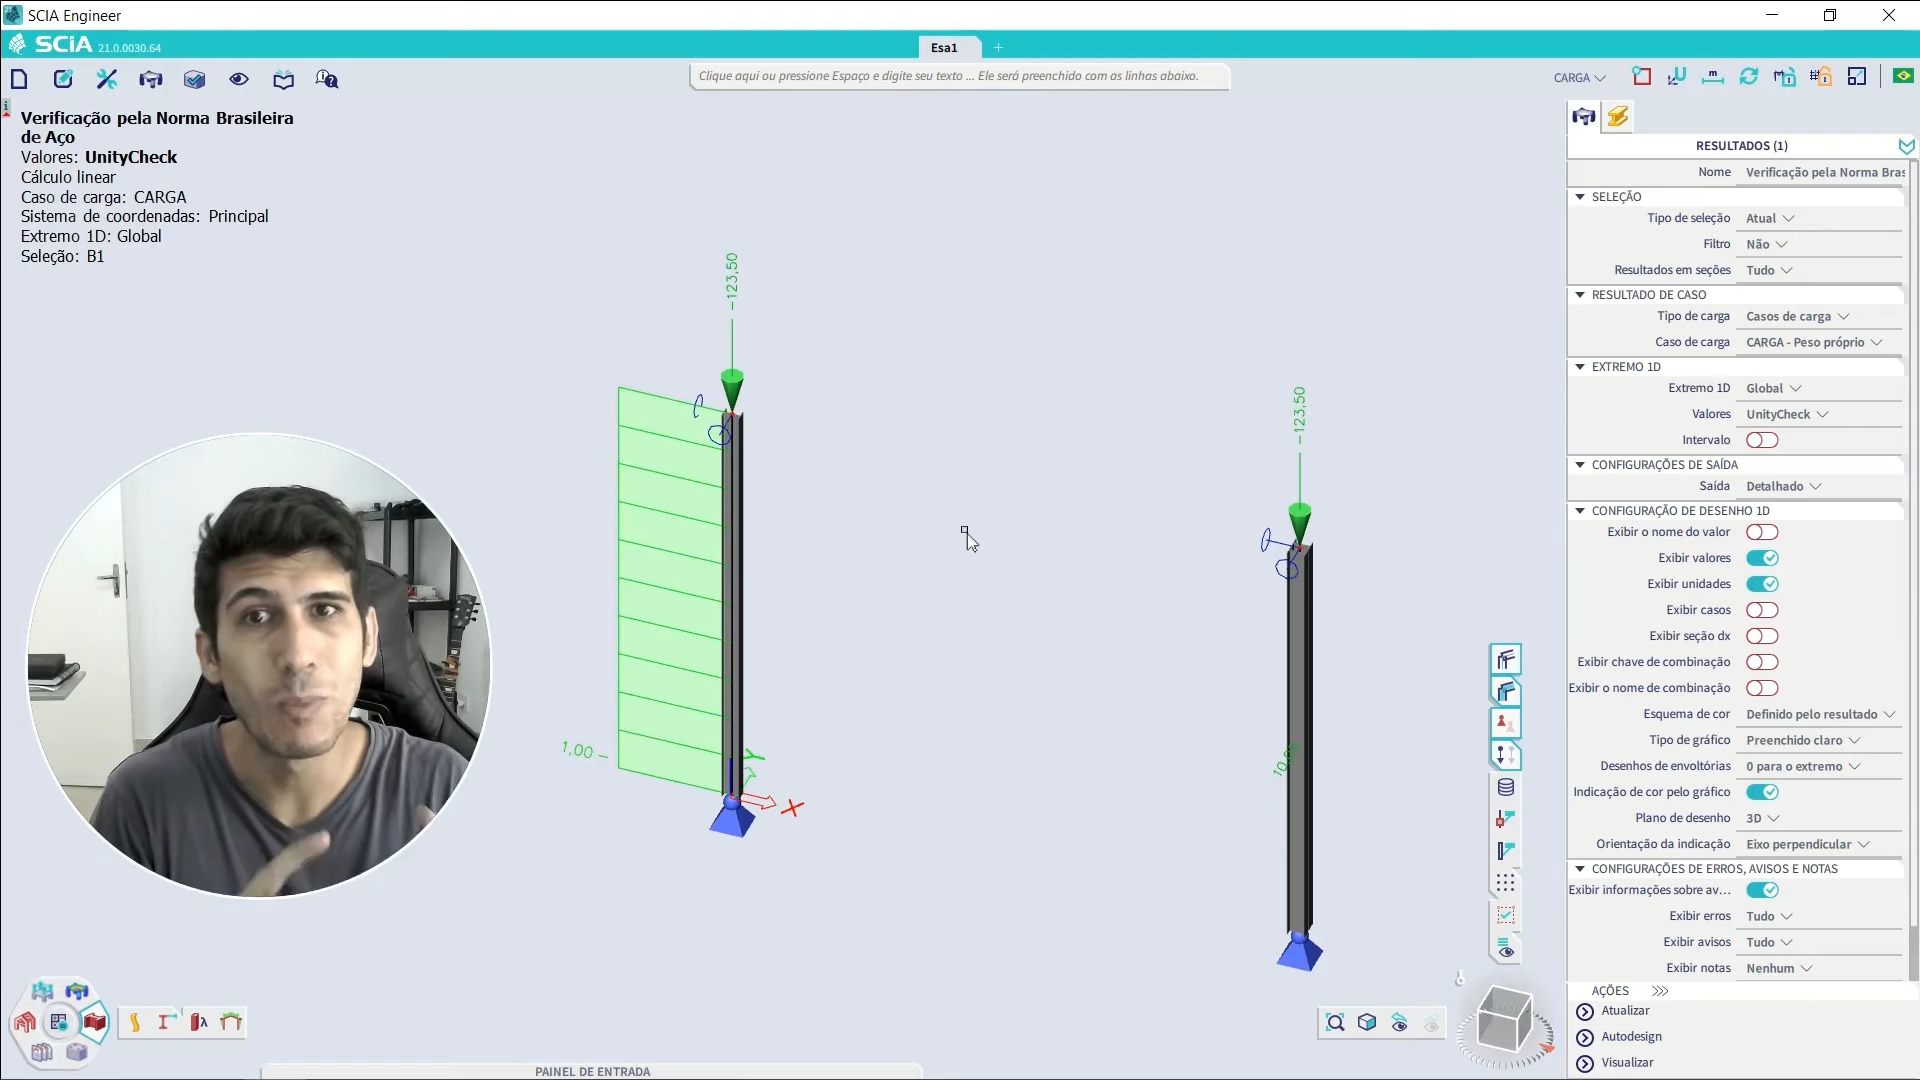 SCIA Engineer
SCIA 21.0.0030.64
Esa1
+
Clique aqui ou pressione Espaço e digite seu texto ... Ele será preenchido com as linhas abaixo.
CARGA
Verificação pela Norma Brasileira
de Aço
Valores: UnityCheck
Cálculo linear
Caso de carga: CARGA
Sistema de coordenadas: Principal
Extremo 1D: Global
Seleção: B1
-123,50
-123,50
1,00
Y
X
RESULTADOS (1)
Nome Verificação pela Norma Bras
SELEÇÃO
Tipo de seleção Atual
Filtro Não
Resultados em seções Tudo
RESULTADO DE CASO
Tipo de carga Casos de carga
Caso de carga CARGA - Peso próprio
EXTREMO 1D
Extremo 1D Global
Valores UnityCheck
Intervalo
CONFIGURAÇÕES DE SAÍDA
Saída Detalhado
CONFIGURAÇÃO DE DESENHO 1D
Exibir o nome do valor
Exibir valores
Exibir unidades
Exibir casos
Exibir seção dx
Exibir chave de combinação
Exibir o nome de combinação
Esquema de cor Definido pelo resultado
Tipo de gráfico Preenchido claro
Desenhos de envoltórias 0 para o extremo
Indicação de cor pelo gráfico
Plano de desenho 3D
Orientação da indicação Eixo perpendicular
CONFIGURAÇÕES DE ERROS, AVISOS E NOTAS
Exibir informações sobre av...
Exibir erros Tudo
Exibir avisos Tudo
Exibir notas Nenhum
AÇÕES >>>
Atualizar
Autodesign
Visualizar
PAINEL DE ENTRADA